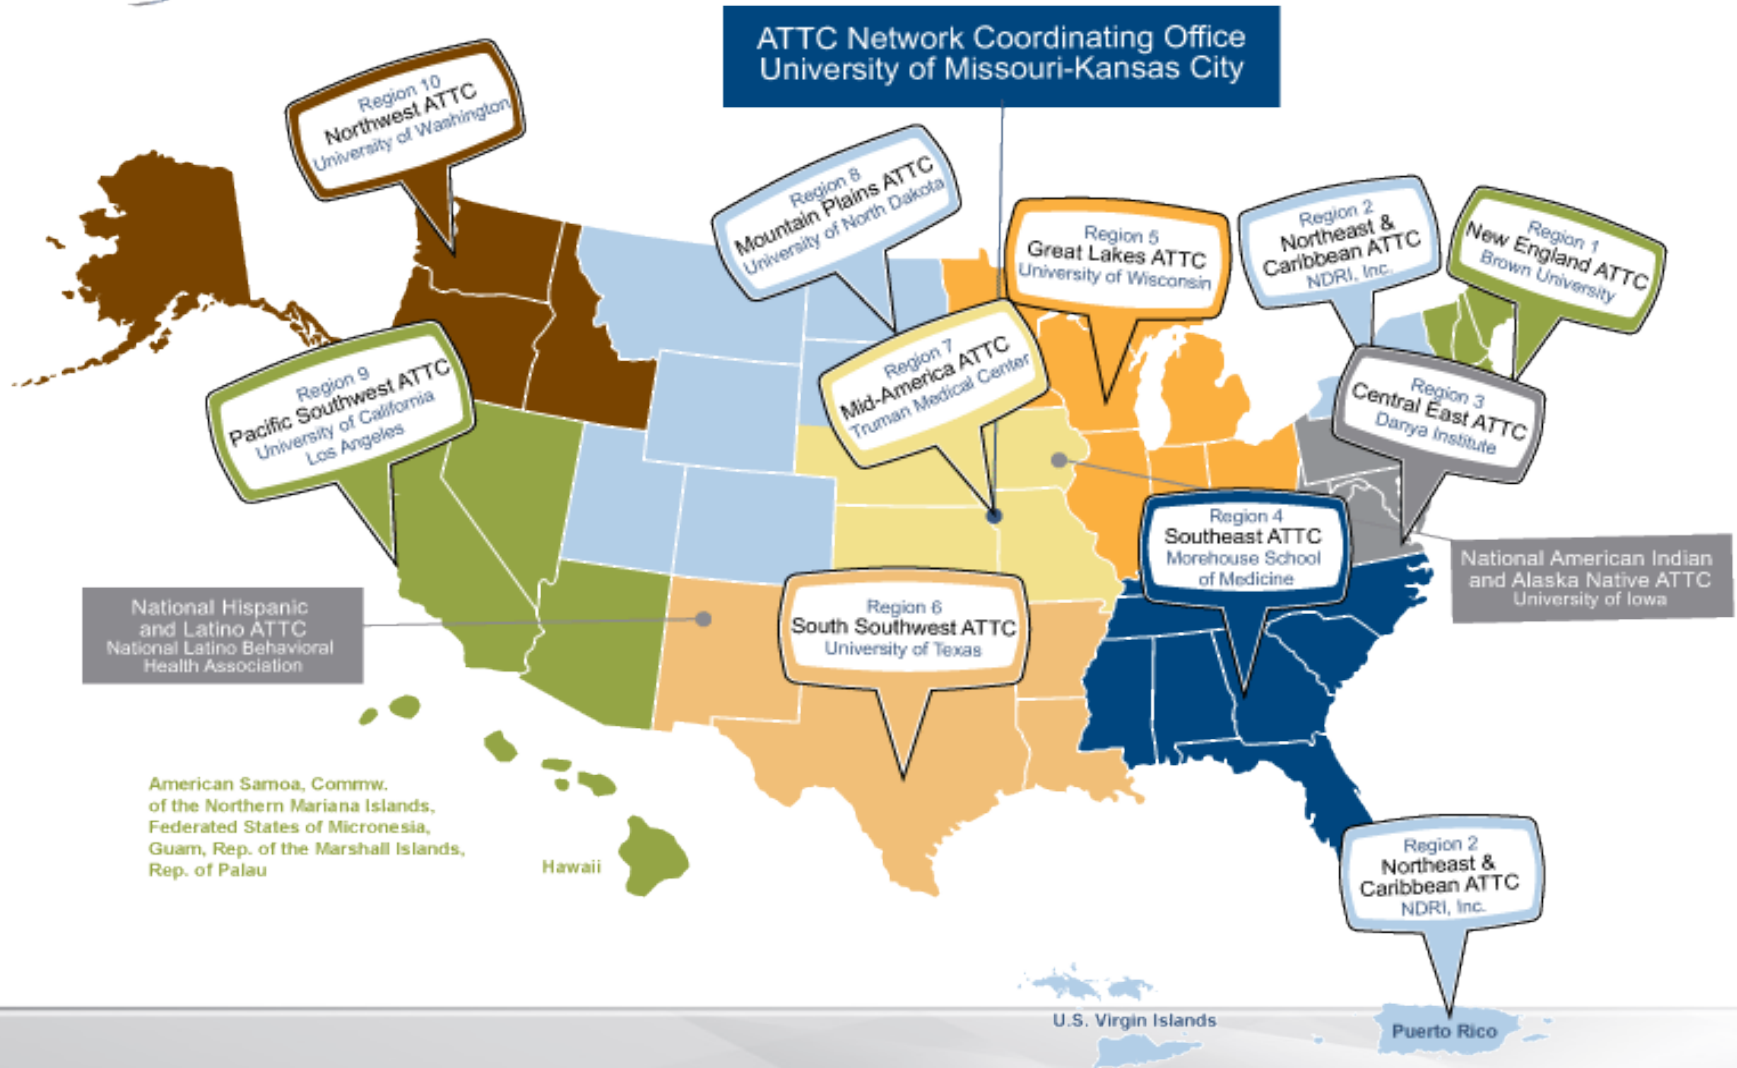 ATTC Network Coordinating Office
University of Missouri-Kansas City
Region 10
Northwest ATTC
University of Washington
Region 8
Mountain Plains ATTC
University of North Dakota
Region 5
Great Lakes ATTC
University of Wisconsin
Region 2
Northeast &
Caribbean ATTC
NDRI, Inc.
Region 1
New England ATTC
Brown University
Region 9
Pacific Southwest ATTC
University of California
Los Angeles
Region 7
Mid-America ATTC
Truman Medical Center
Region 3
Central East ATTC
Danya Institute
Region 4
Southeast ATTC
Morehouse School
of Medicine
National American Indian
and Alaska Native ATTC
University of Iowa
National Hispanic
and Latino ATTC
National Latino Behavioral
Health Association
Region 6
South Southwest ATTC
University of Texas
American Samoa, Commw.
of the Northern Mariana Islands,
Federated States of Micronesia,
Guam, Rep. of the Marshall Islands,
Rep. of Palau
Hawaii
Region 2
Northeast &
Caribbean ATTC
NDRI, Inc.
U.S. Virgin Islands
Puerto Rico